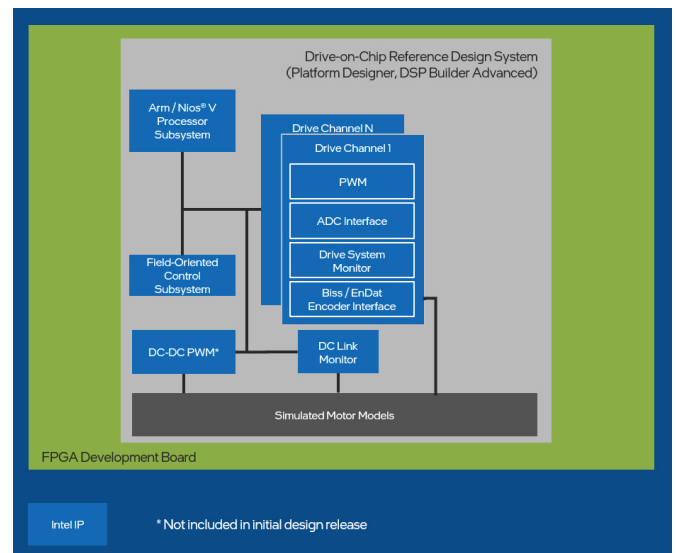 Drive-on-Chip Reference Design System
(Platform Designer, DSP Builder Advanced)
Arm / Nios® V
Processor
Subsystem
Drive Channel N
Drive Channel 1
PWM
ADC Interface
Drive System
Monitor
Biss / EnDat
Encoder Interface
Field-Oriented
Control
Subsystem
DC-DC PWM*
DC Link
Monitor
Simulated Motor Models
FPGA Development Board
Intel IP
* Not included in initial design release